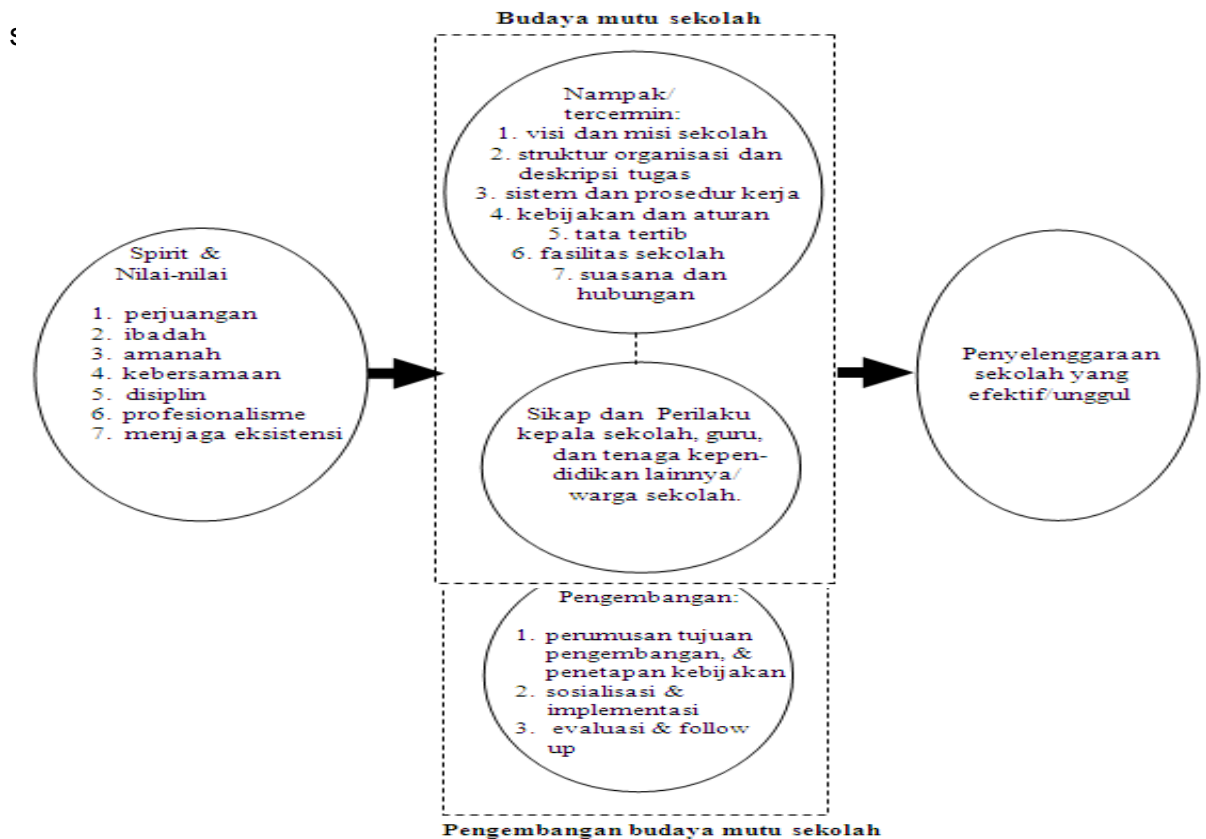 Budaya mutu sekolah
Nampak/
tercermin:
1. visi dan misi sekolah
2. struktur organisasi dan
deskripsi tugas
3. sistem dan prosedur kerja
4. kebijakan dan aturan
5. tata tertib
6. fasilitas sekolah
7. suasana dan
hubungan
Spirit &
Nilai-nilai
1. perjuangan
2. ibadah
3. amanah
4. kebersamaan
5. disiplin
6. profesionalisme
7. menjaga eksistensi
Sikap dan Perilaku
kepala sekolah, guru,
dan tenaga kepen-
didikan lainnya/
warga sekolah.
Penyelenggaraan
sekolah yang
efektif/unggul
Pengembangan:
1. perumusan tujuan
pengembangan, &
penetapan kebijakan
2. sosialisasi &
implementasi
3. evaluasi & follow
up
Pengembangan budaya mutu sekolah